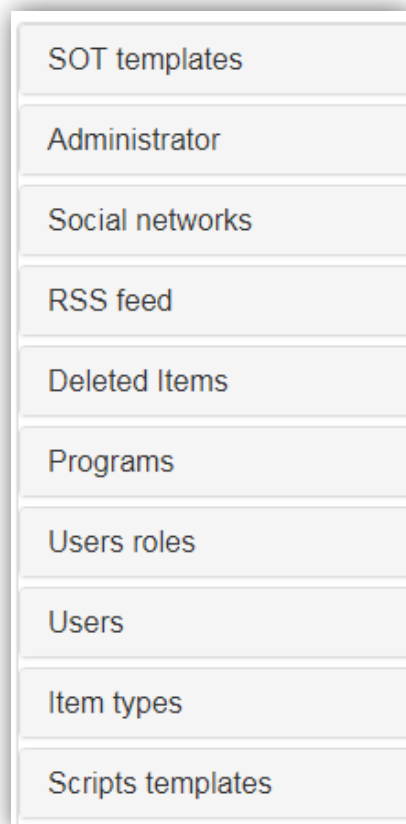 SOT templates
Administrator
Social networks
RSS feed
Deleted Items
Programs
Users roles
Users
Item types
Scripts templates